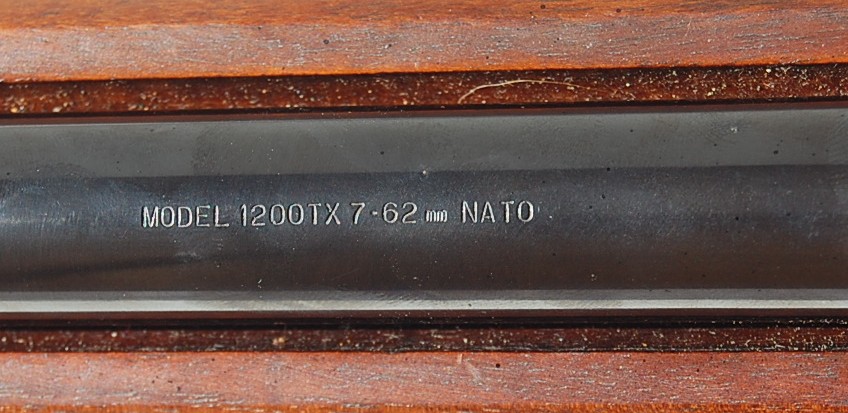 MODEL 1200TX 7-62 mm NATO